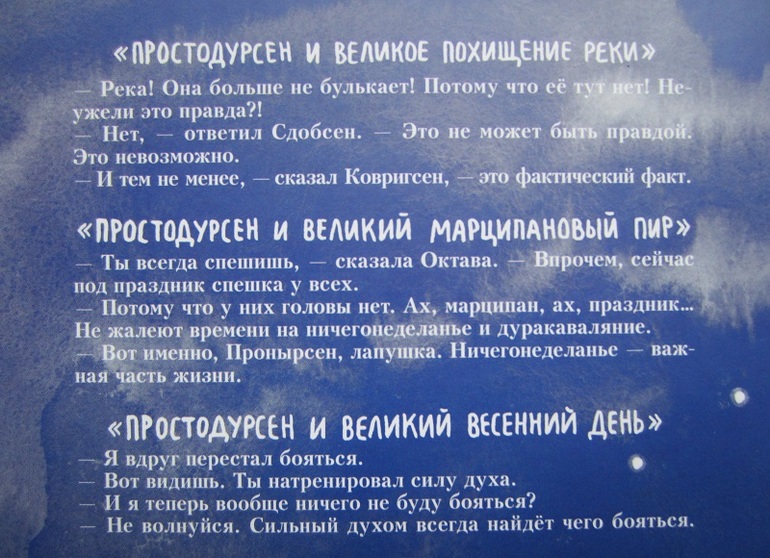 «ПРОСТОДУРСЕН И ВЕЛИКОЕ ПОХИЩЕНИЕ РЕКИ»
— Река! Она больше не булькает! Потому что её тут нет! Не-
ужели это правда?!
— Нет, — ответил Сдобсен. — Это не может быть правдой.
Это невозможно.
— И тем не менее, — сказал Ковригсен, — это фактический факт.
«ПРОСТОДУРСЕН И ВЕЛИКИЙ МАРЦИПАНОВЫЙ ПИР»
— Ты всегда спешишь, — сказала Октава. — Впрочем, сейчас
под праздник спешка у всех.
— Потому что у них головы нет. Ах, марципан, ах, праздник...
Не жалеют времени на ничегонеделанье и дуракаваляние.
— Вот именно, Пронырсен, лапушка. Ничегонеделанье — важ-
ная часть жизни.
«ПРОСТОДУРСЕН И ВЕЛИКИЙ ВЕСЕННИЙ ДЕНЬ»
— Я вдруг перестал бояться.
— Вот видишь. Ты натренировал силу духа.
— И я теперь вообще ничего не буду бояться?
— Не волнуйся. Сильный духом всегда найдёт чего бояться.